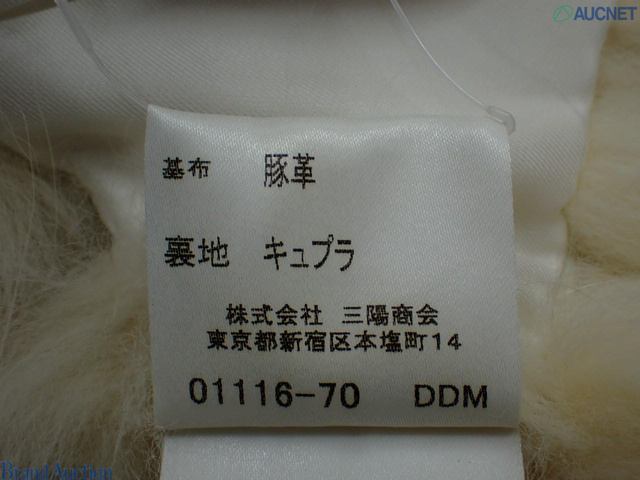 AUCNET
基布 豚革
裏地 キュプラ
株式会社 三陽商会
東京都新宿区本塩町14
01116-70 DDM
Brand Auction